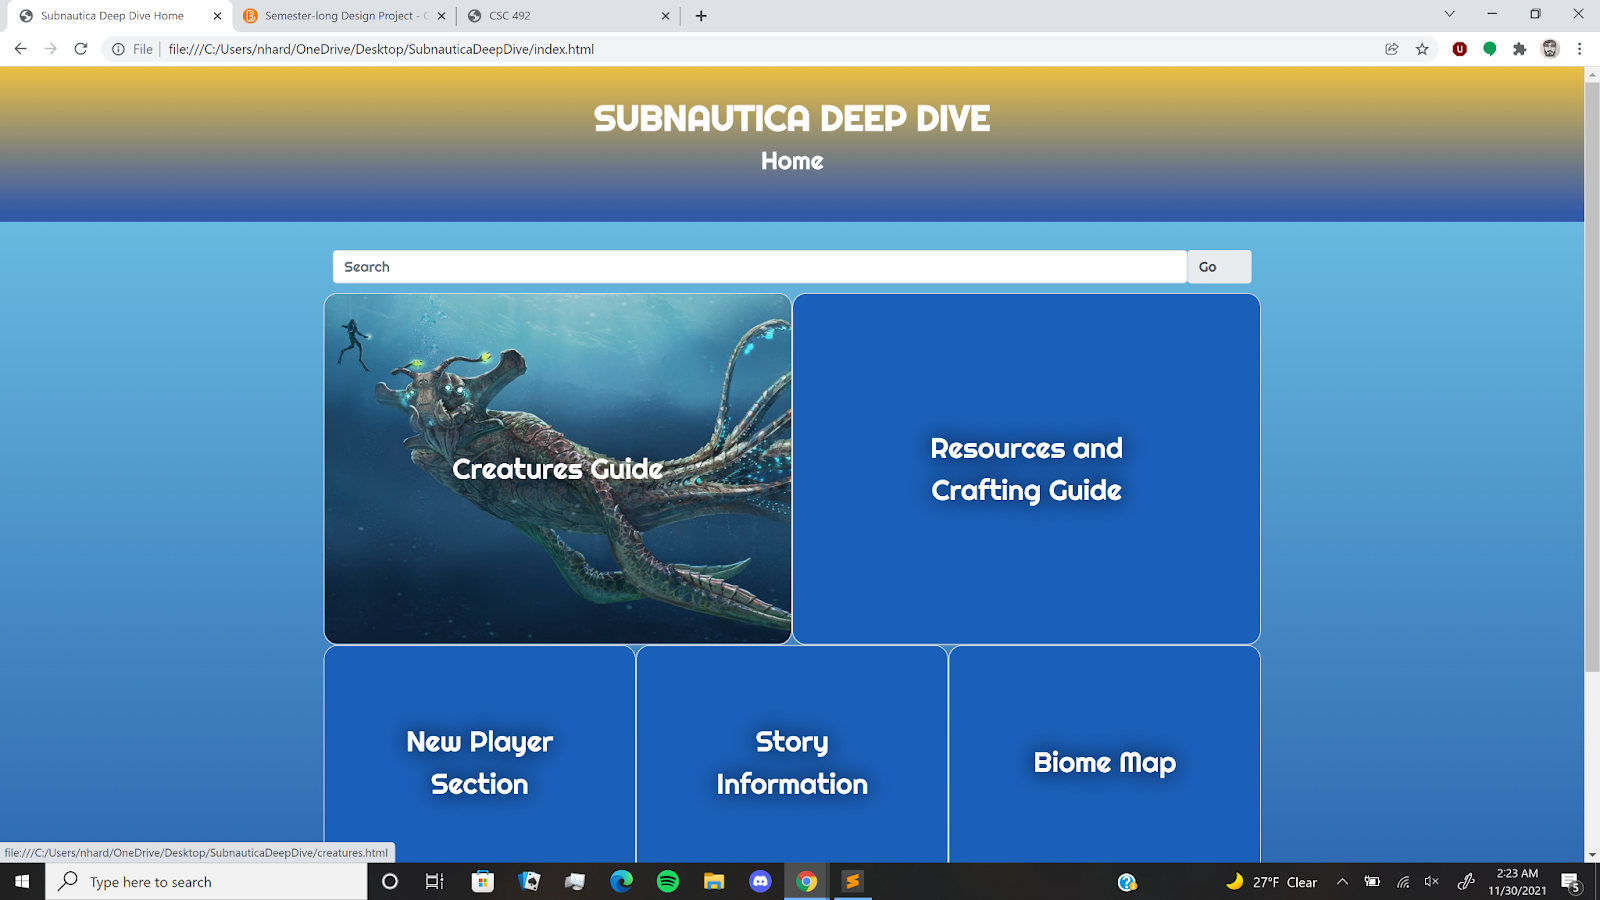 Subnautica Deep Dive Home
Semester-long Design Project -
CSC 492
File
file:///C:/Users/nhard/OneDrive/Desktop/SubnauticaDeepDive/index.html
SUBNAUTICA DEEP DIVE
Home
Search
Go
Creatures Guide
Resources and
Crafting Guide
New Player
Section
Story
Information
Biome Map
file:///C:/Users/nhard/OneDrive/Desktop/SubnauticaDeepDive/creatures.html
Type here to search
27°F Clear
2:23 AM
11/30/2021
5